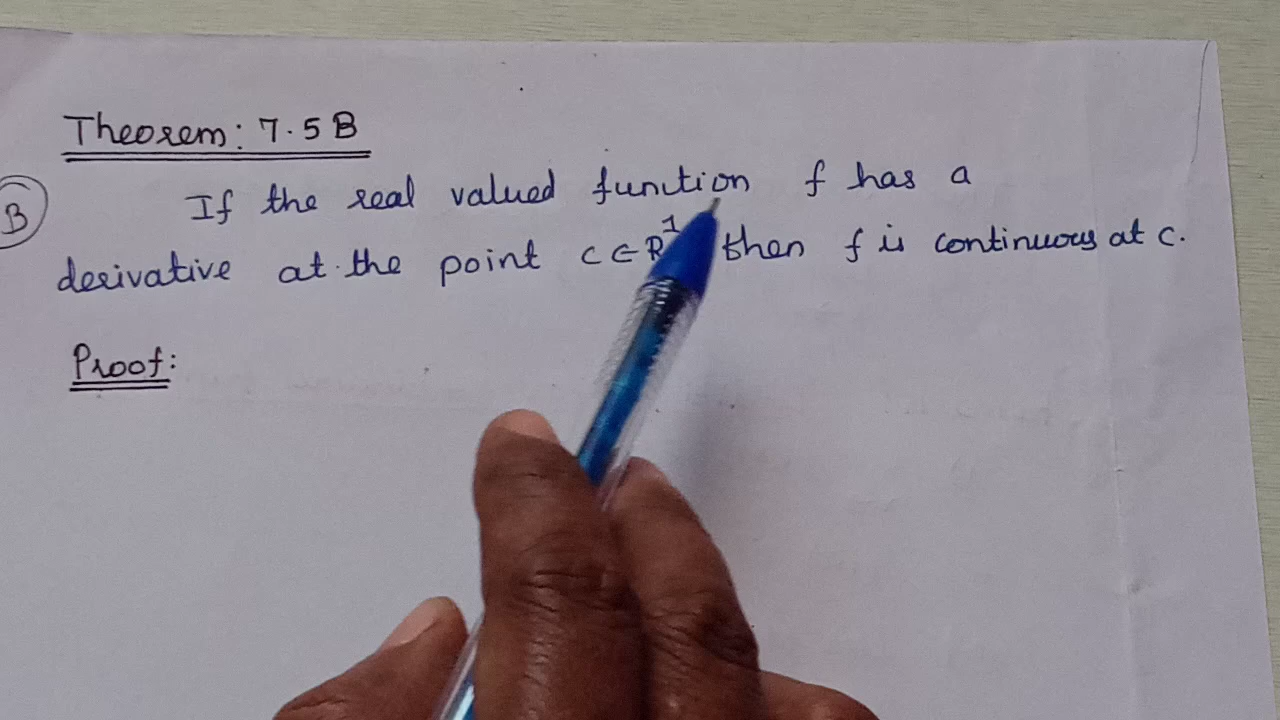 Theorem: 7.5 B
B
If the real valued function f has a
derivative at the point c ∈ R¹ then f is continuous at c.
Proof: